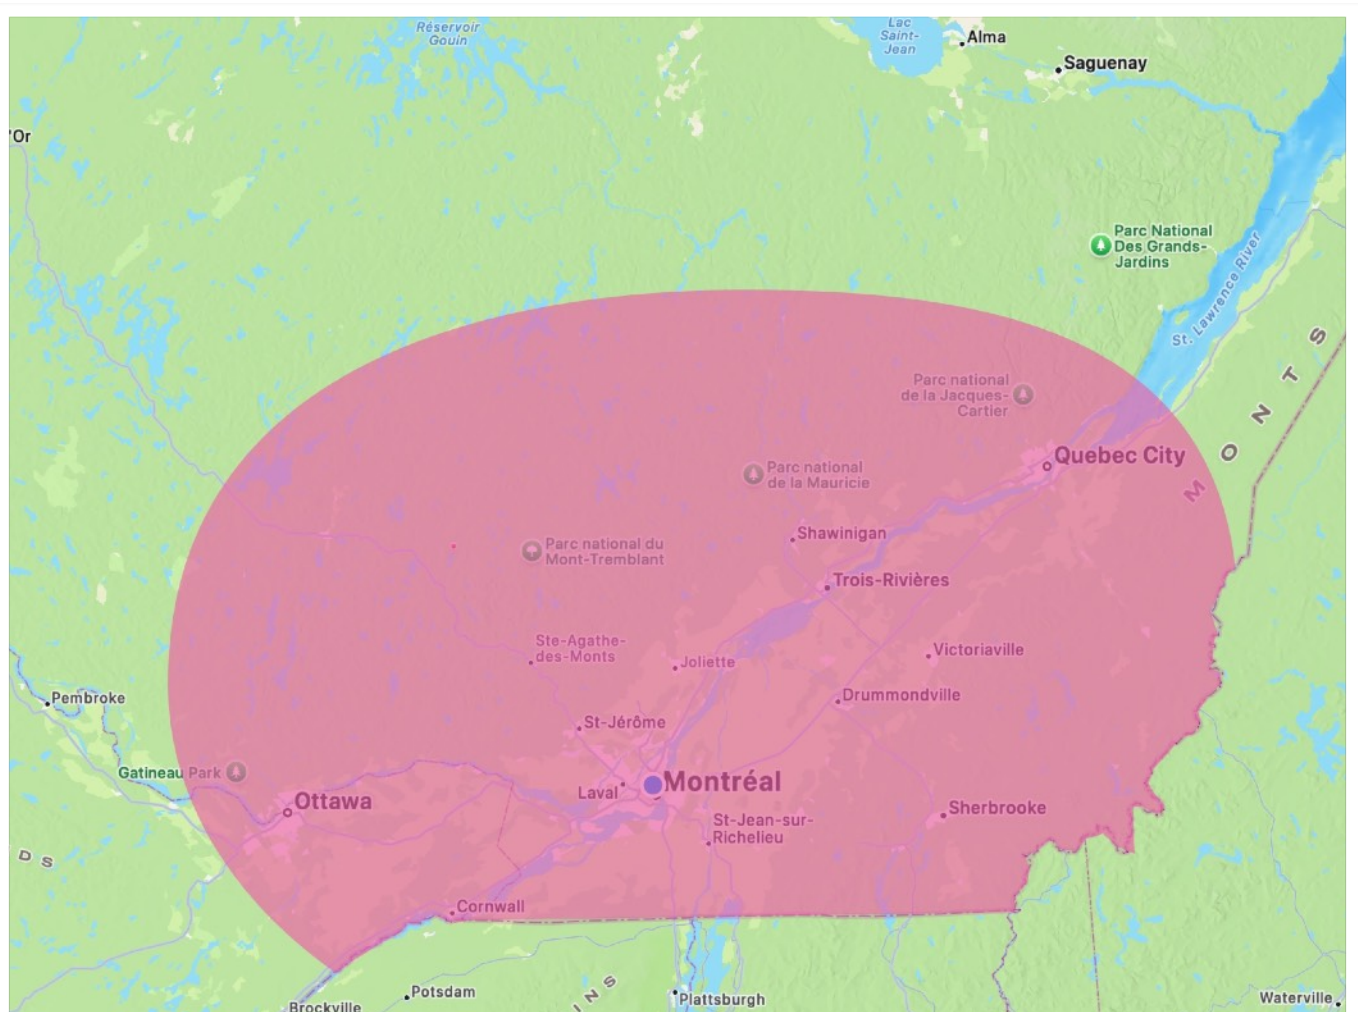 Réservoir
Gouin
Lac
Saint-
Jean
Alma
Saguenay
'Or
Parc National
Des Grands-
Jardins
St. Lawrence River
MONTS
Parc national
de la Jacques-
Cartier
Quebec City
Parc national
de la Mauricie
Shawinigan
Parc national du
Mont-Tremblant
Trois-Rivières
Ste-Agathe-
des-Monts
Joliette
Victoriaville
Pembroke
Drummondville
St-Jérôme
Gatineau Park
Montréal
Laval
Ottawa
Sherbrooke
St-Jean-sur-
Richelieu
DS
Cornwall
INS
Potsdam
Brockville
Plattsburgh
Waterville